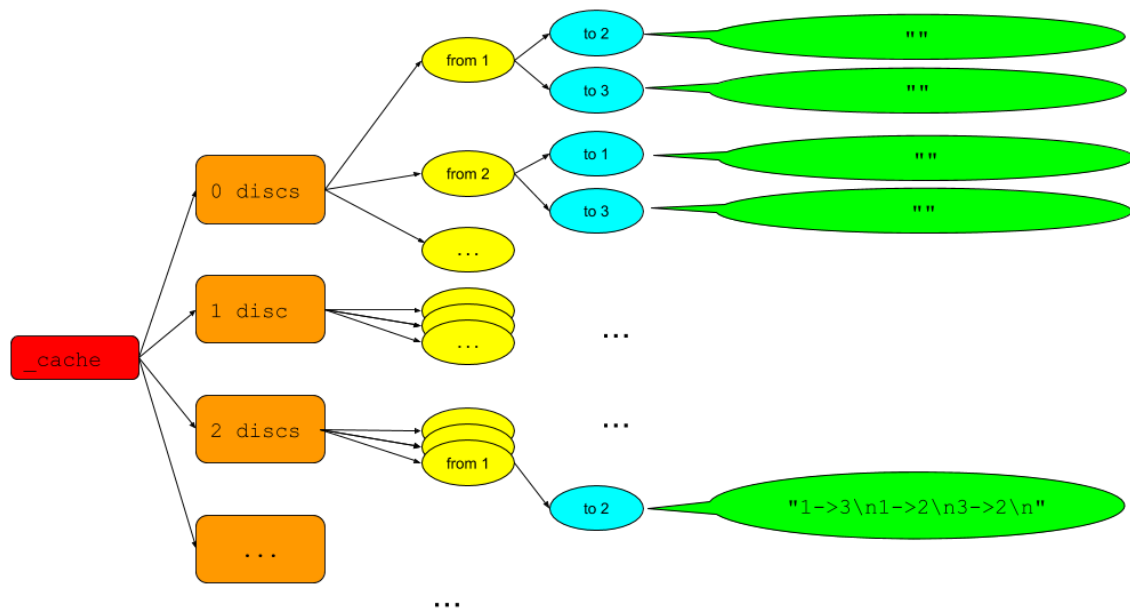 to 2
""
from 1
to 3
""
to 1
""
0 discs
from 2
to 3
""
...
1 disc
...
...
_cache
2 discs
...
from 1
to 2
"1->3\n1->2\n3->2\n"
...
...